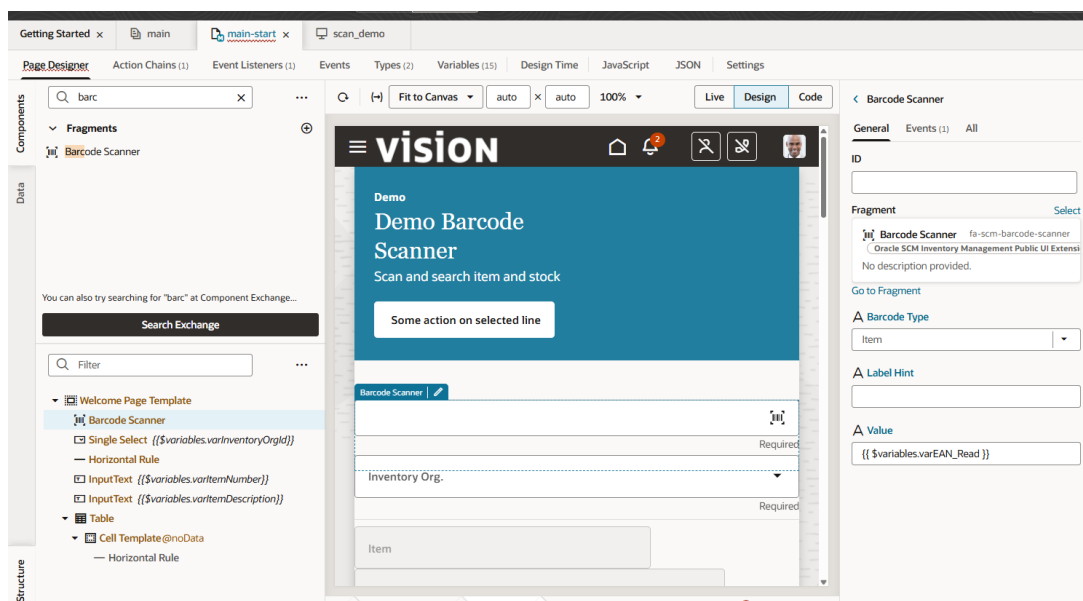 Getting Started × main main-start × scan_demo
Page Designer Action Chains (1) Event Listeners (1) Events Types (2) Variables (15) Design Time JavaScript JSON Settings
Components
Data
Structure
barc
Fragments
Barcode Scanner
You can also try searching for "barc" at Component Exchange...
Search Exchange
Filter
Welcome Page Template
Barcode Scanner
Single Select {{$variables.varInventoryOrgId}}
Horizontal Rule
InputText {{$variables.varItemNumber}}
InputText {{$variables.varItemDescription}}
Table
Cell Template@noData
Horizontal Rule
Fit to Canvas auto × auto 100% Live Design Code
vision 2
Demo
Demo Barcode
Scanner
Scan and search item and stock
Some action on selected line
Barcode Scanner
Required
Inventory Org.
Required
Item
Barcode Scanner
General Events (1) All
ID
Fragment Select
Barcode Scanner fa-scm-barcode-scanner
Oracle SCM Inventory Management Public UI Extensi
No description provided.
Go to Fragment
Barcode Type
Item
Label Hint
Value
{{ $variables.varEAN_Read }}